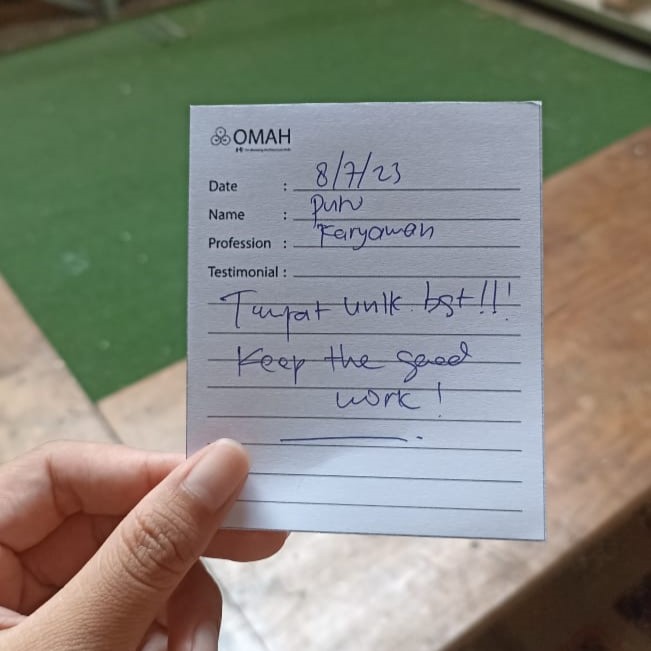 OMAH
Date : 8/7/23
Name : Putu
Profession : Karyawan
Testimonial :
Tempat unik bgt!!!
Keep the good
work!